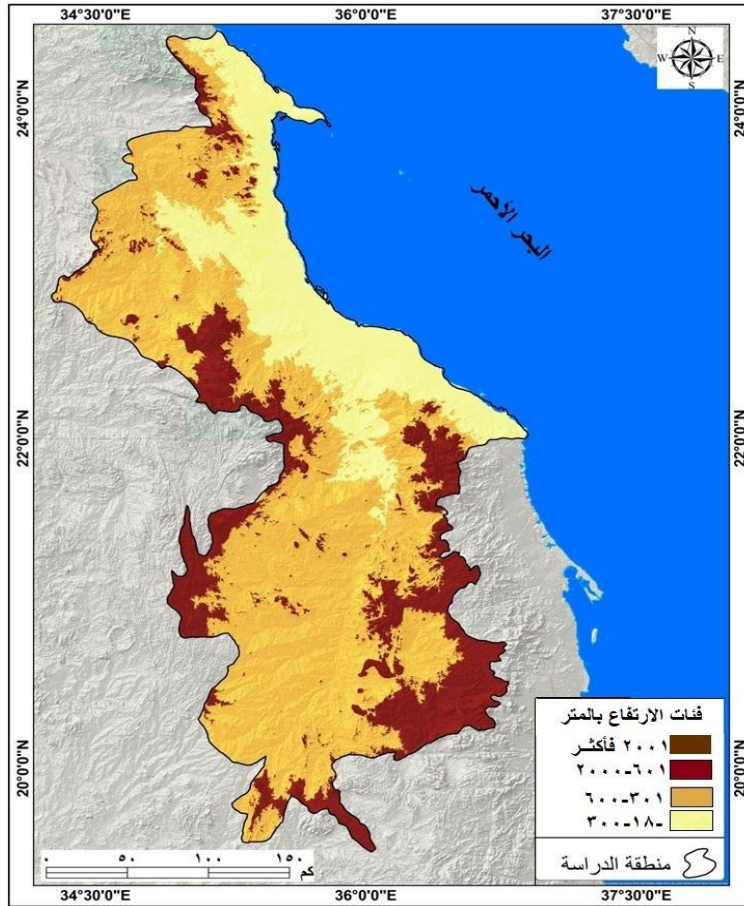 34°30'0"E 36°0'0"E 37°30'0"E
N
W E
S
24°0'0"N 24°0'0"N
البحر الأحمر
22°0'0"N 22°0'0"N
20°0'0"N 20°0'0"N
فئات الارتفاع بالمتر
٢٠٠١ فأكثر
٦٠١-٢٠٠٠
٣٠١-٦٠٠
-١٨-٣٠٠
منطقة الدراسة
٠ ٥٠ ١٠٠ ١٥٠
كم
34°30'0"E 36°0'0"E 37°30'0"E